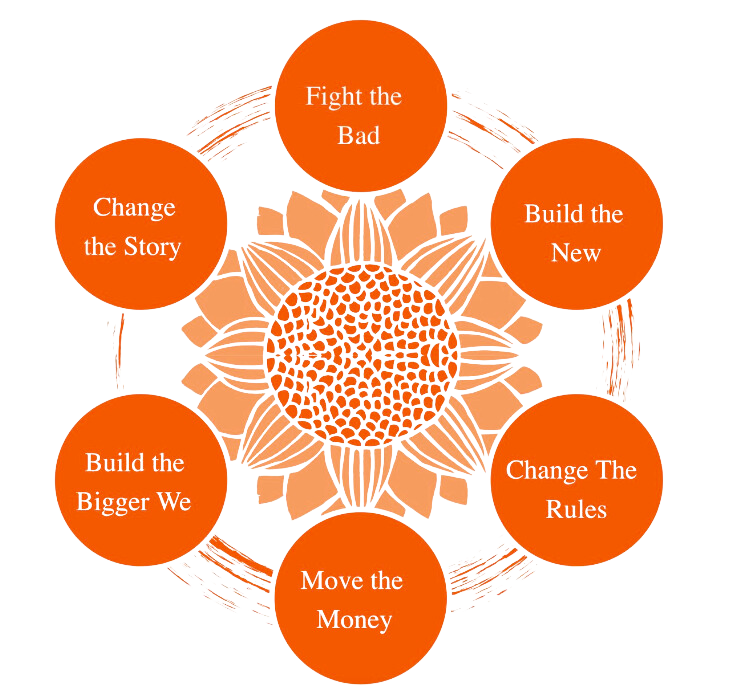 Fight the
Bad
Build the
New
Change The
Rules
Move the
Money
Build the
Bigger We
Change
the Story